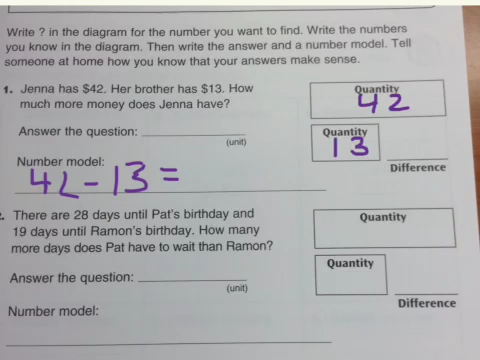 Write ? in the diagram for the number you want to find. Write the numbers
you know in the diagram. Then write the answer and a number model. Tell
someone at home how you know that your answers make sense.
1. Jenna has $42. Her brother has $13. How
much more money does Jenna have?
Quantity
42
Answer the question:
(unit)
Quantity
13
Difference
Number model:
42-13=
2. There are 28 days until Pat's birthday and
19 days until Ramon's birthday. How many
more days does Pat have to wait than Ramon?
Quantity
Answer the question:
(unit)
Quantity
Difference
Number model: